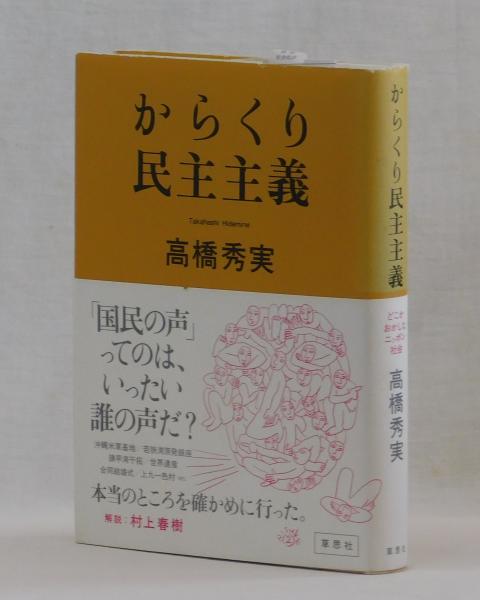 からくり
民主主義
Takahashi Hidemine
高橋秀実
「国民の声」
ってのは、
いったい
誰の声だ？
沖縄米軍基地／若狭湾原発銀座
諫早湾干拓／世界遺産
合同結婚式／上九一色村 etc.
本当のところを確かめに行った。
解説：村上春樹
草思社
からくり民主主義
どこか
おかしな
ニッポン
社会
高橋秀実
草思社